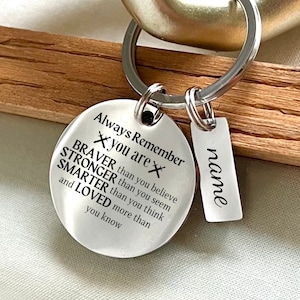 Always Remember
you are
BRAVER than you believe
STRONGER than you seem
SMARTER than you think
and LOVED more than
you know
name